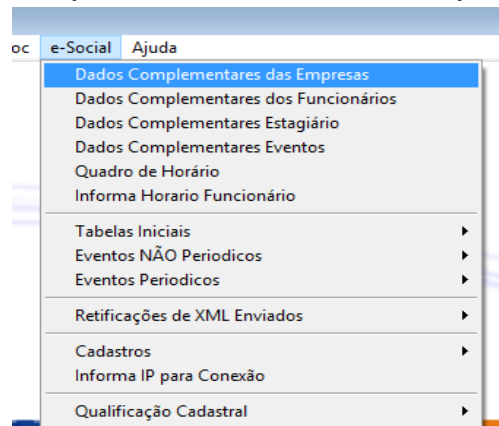 oc e-Social Ajuda
Dados Complementares das Empresas
Dados Complementares dos Funcionários
Dados Complementares Estagiário
Dados Complementares Eventos
Quadro de Horário
Informa Horario Funcionário
Tabelas Iniciais
Eventos NÃO Periodicos
Eventos Periodicos
Retificações de XML Enviados
Cadastros
Informa IP para Conexão
Qualificação Cadastral